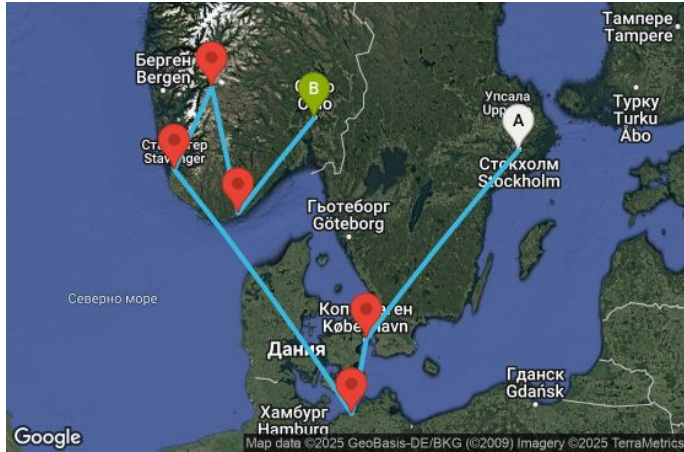 Тампере
Tampere
Берген
Bergen
B
Oslo
Упсала
A
Турку
Turku
Åbo
Stavanger
Стокхолм
Stockholm
Гьотеборг
Göteborg
Северно море
København
Дания
Гданск
Gdańsk
Хамбург
Hamburg
Google
Map data ©2025 GeoBasis-DE/BKG (©2009) Imagery ©2025 TerraMetrics